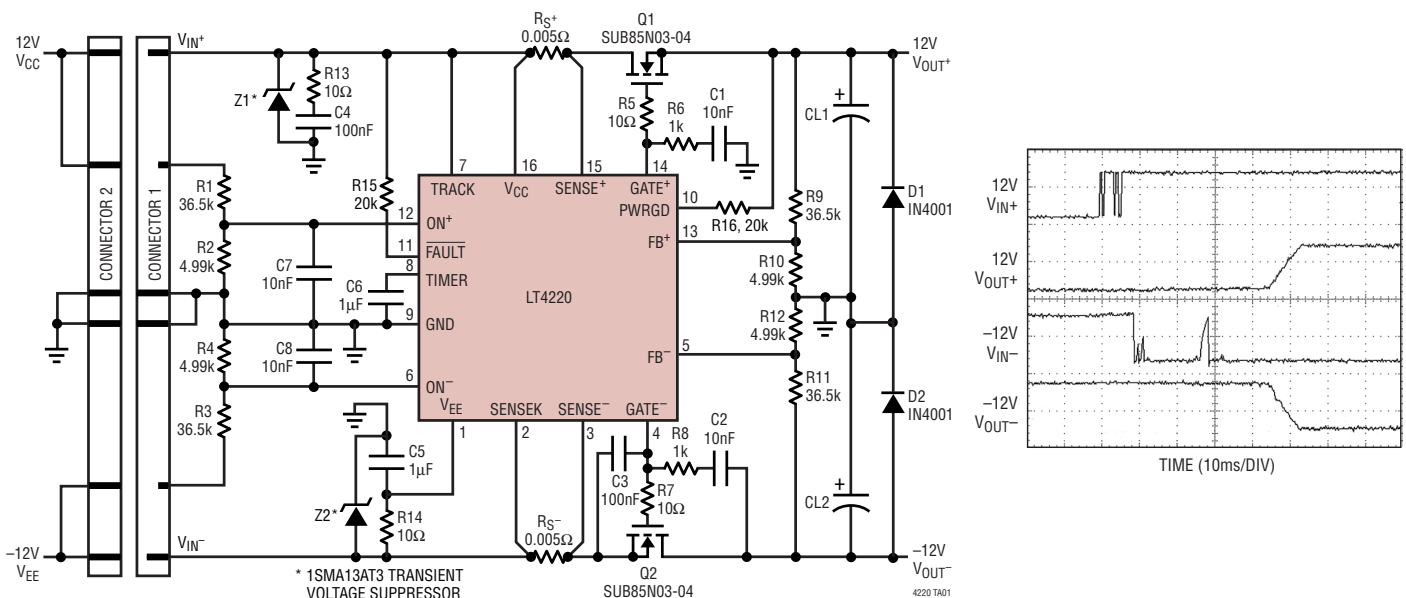 12V
VCC
CONNECTOR 2
CONNECTOR 1
VIN+
Z1*
R13
10Ω
C4
100nF
RS+
0.005Ω
Q1
SUB85N03-04
12V
VOUT+
R5
10Ω
R6
1k
C1
10nF
CL1
R1
36.5k
R2
4.99k
R15
20k
C7
10nF
C6
1µF
R4
4.99k
C8
10nF
R3
36.5k
7
TRACK
16
VCC
15
SENSE+
14
GATE+
12
ON+
11
FAULT
8
TIMER
9
GND
6
ON–
VEE
1
SENSEK
2
SENSE–
3
GATE–
4
LT4220
10
PWRGD
13
FB+
5
FB–
R16, 20k
R9
36.5k
R10
4.99k
R12
4.99k
R11
36.5k
D1
IN4001
D2
IN4001
CL2
C5
1µF
Z2*
R14
10Ω
C3
100nF
R7
10Ω
R8
1k
C2
10nF
RS–
0.005Ω
Q2
SUB85N03-04
–12V
VEE
VIN–
* 1SMA13AT3 TRANSIENT
VOLTAGE SUPPRESSOR
–12V
VOUT–
4220 TA01
12V
VIN+
12V
VOUT+
–12V
VIN–
–12V
VOUT–
TIME (10ms/DIV)